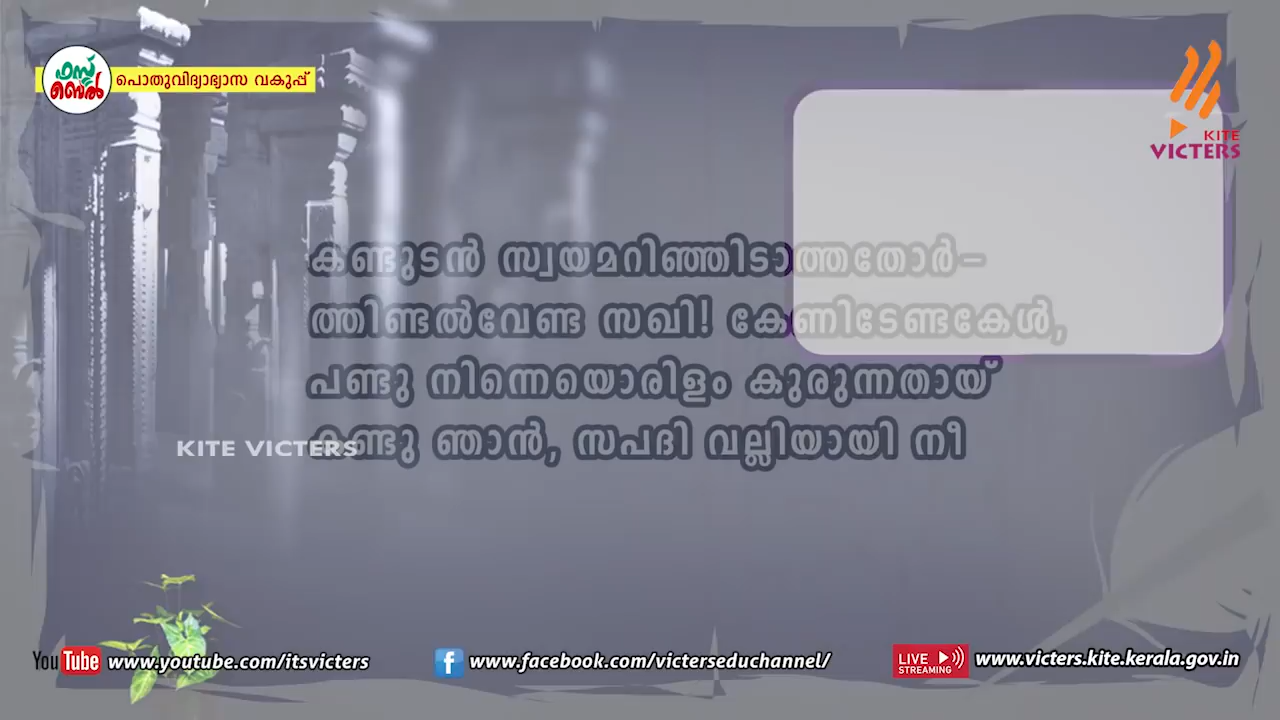 ഫസ്റ്റ്
ബെൽ
പൊതുവിദ്യാഭ്യാസ വകുപ്പ്
KITE
VICTERS
കണ്ടുടൻ സ്വയമറിഞ്ഞിടാത്തതോർ-
ത്തിണ്ടൽവേണ്ട സഖി! കേണിടേണ്ടകേൾ,
പണ്ടു നിന്നെയൊരിളം കുരുന്നതായ്
കണ്ടു ഞാൻ, സപദി വല്ലിയായി നീ
KITE VICTERS
YouTube www.youtube.com/itsvicters
f www.facebook.com/victerseduchannel/
LIVE
STREAMING
www.victers.kite.kerala.gov.in